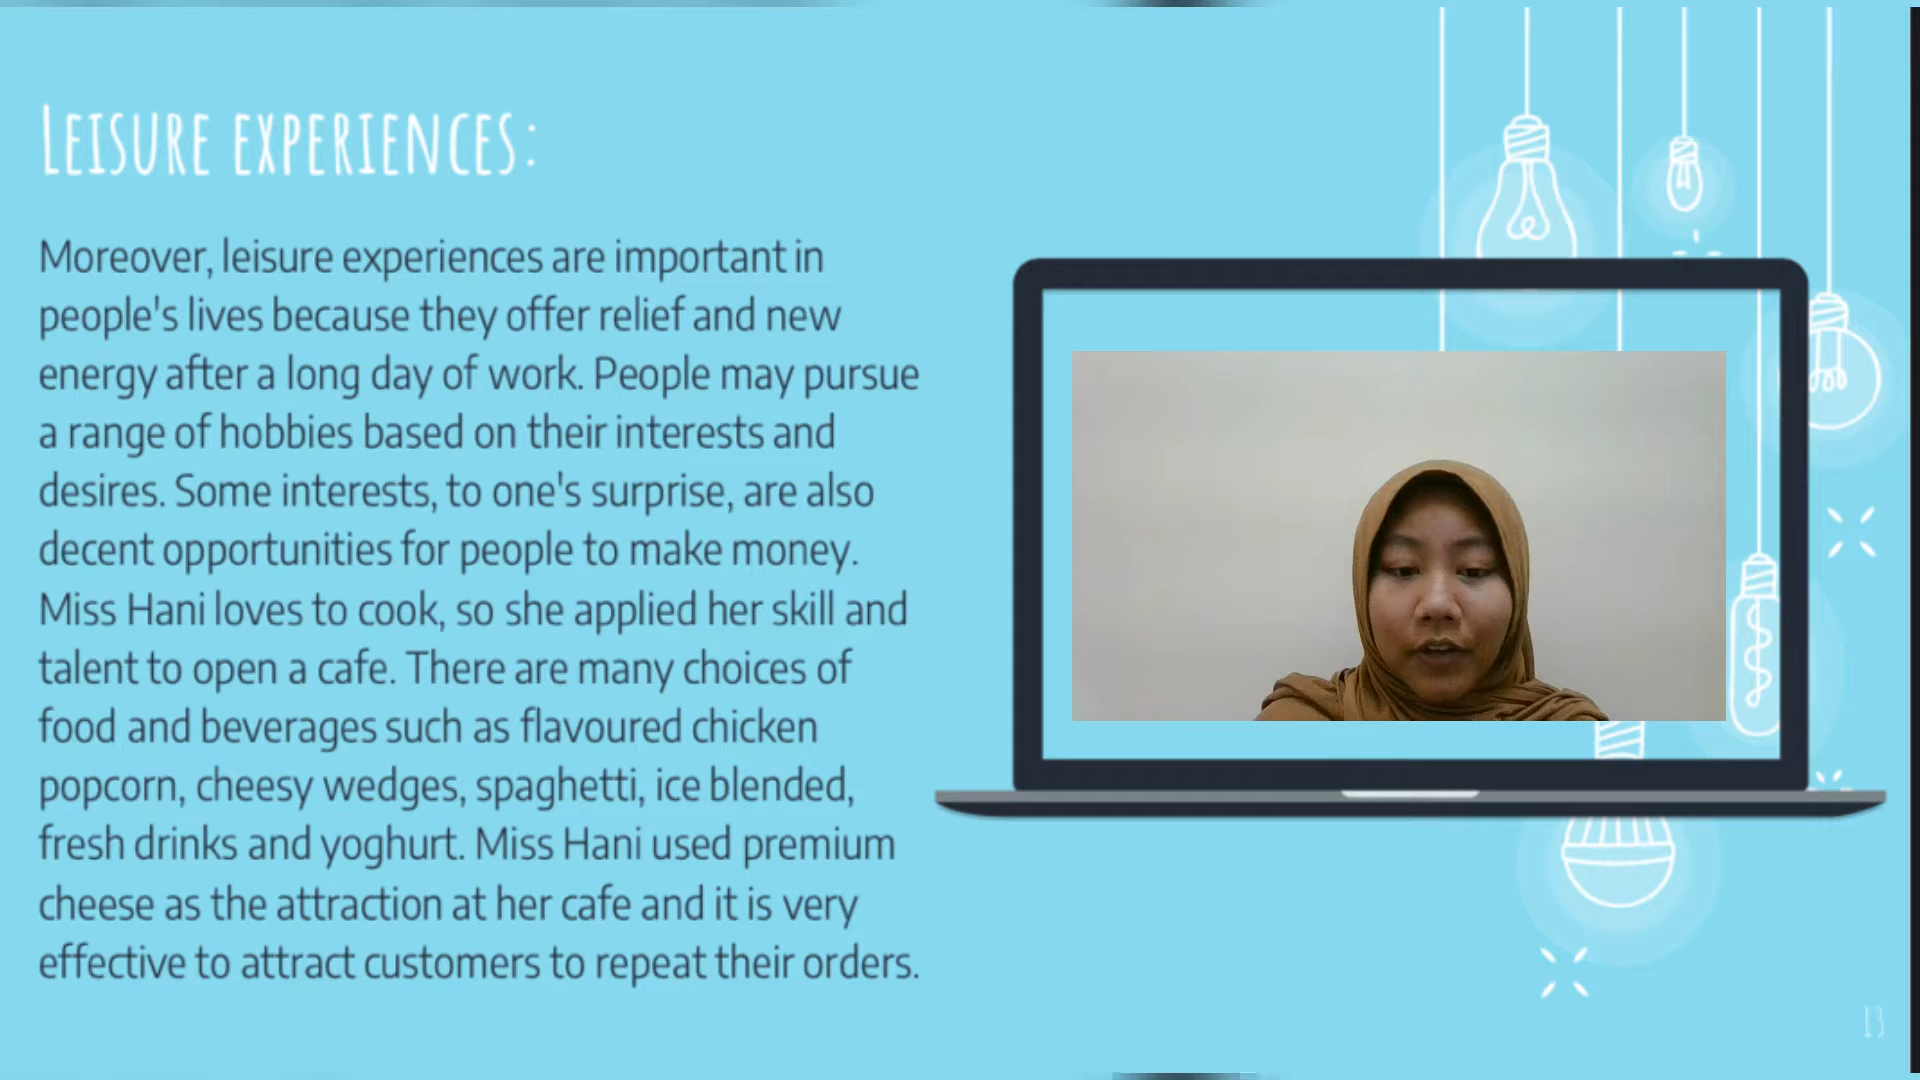 LEISURE EXPERIENCES:
Moreover, leisure experiences are important in
people's lives because they offer relief and new
energy after a long day of work. People may pursue
a range of hobbies based on their interests and
desires. Some interests, to one's surprise, are also
decent opportunities for people to make money.
Miss Hani loves to cook, so she applied her skill and
talent to open a cafe. There are many choices of
food and beverages such as flavoured chicken
popcorn, cheesy wedges, spaghetti, ice blended,
fresh drinks and yoghurt. Miss Hani used premium
cheese as the attraction at her cafe and it is very
effective to attract customers to repeat their orders.
13